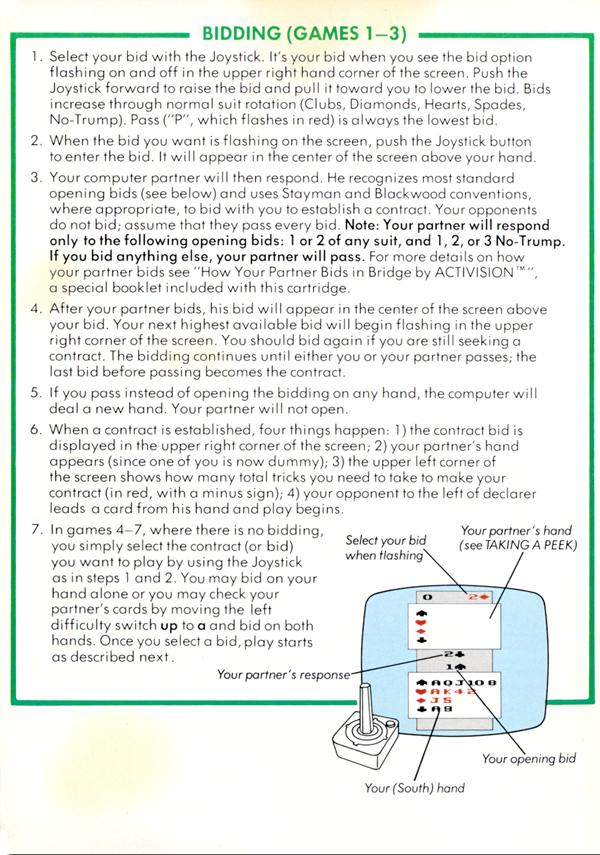 BIDDING (GAMES 1–3)
1. Select your bid with the Joystick. It's your bid when you see the bid option
flashing on and off in the upper right hand corner of the screen. Push the
Joystick forward to raise the bid and pull it toward you to lower the bid. Bids
increase through normal suit rotation (Clubs, Diamonds, Hearts, Spades,
No-Trump). Pass ("P", which flashes in red) is always the lowest bid.
2. When the bid you want is flashing on the screen, push the Joystick button
to enter the bid. It will appear in the center of the screen above your hand.
3. Your computer partner will then respond. He recognizes most standard
opening bids (see below) and uses Stayman and Blackwood conventions,
where appropriate, to bid with you to establish a contract. Your opponents
do not bid; assume that they pass every bid. Note: Your partner will respond
only to the following opening bids: 1 or 2 of any suit, and 1, 2, or 3 No-Trump.
If you bid anything else, your partner will pass. For more details on how
your partner bids see "How Your Partner Bids in Bridge by ACTIVISION™",
a special booklet included with this cartridge.
4. After your partner bids, his bid will appear in the center of the screen above
your bid. Your next highest available bid will begin flashing in the upper
right corner of the screen. You should bid again if you are still seeking a
contract. The bidding continues until either you or your partner passes; the
last bid before passing becomes the contract.
5. If you pass instead of opening the bidding on any hand, the computer will
deal a new hand. Your partner will not open.
6. When a contract is established, four things happen: 1) the contract bid is
displayed in the upper right corner of the screen; 2) your partner's hand
appears (since one of you is now dummy); 3) the upper left corner of
the screen shows how many total tricks you need to take to make your
contract (in red, with a minus sign); 4) your opponent to the left of declarer
leads a card from his hand and play begins.
7. In games 4–7, where there is no bidding,
you simply select the contract (or bid)
you want to play by using the Joystick
as in steps 1 and 2. You may bid on your
hand alone or you may check your
partner's cards by moving the left
difficulty switch up to a and bid on both
hands. Once you select a bid, play starts
as described next.
Select your bid
when flashing
Your partner's hand
(see TAKING A PEEK)
0 2♦
♠
♥
♦
♣
2♣
1♠
♠AQJ108
♥AK42
♦J5
♣A9
Your partner's response
Your opening bid
Your (South) hand